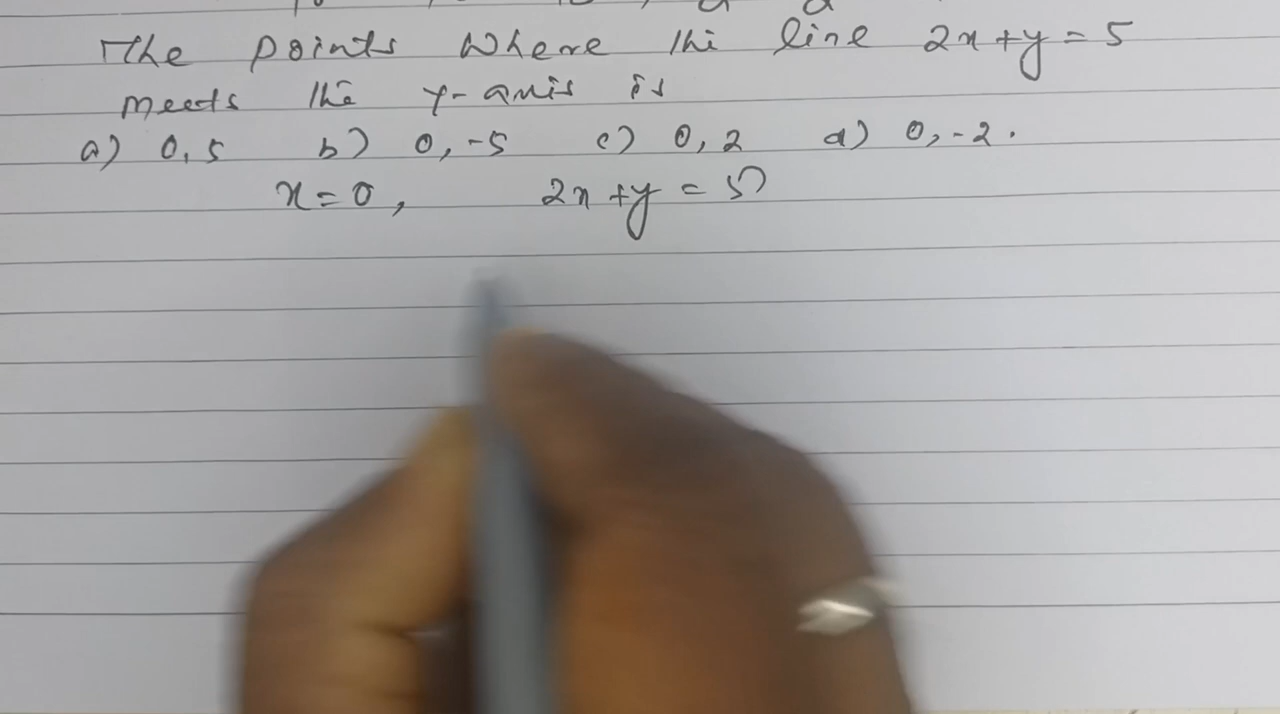 The points where the line 2x+y=5
meets the y-axis is
a) 0,5 b) 0,-5 c) 0,2 d) 0,-2.
x=0, 2x+y=5